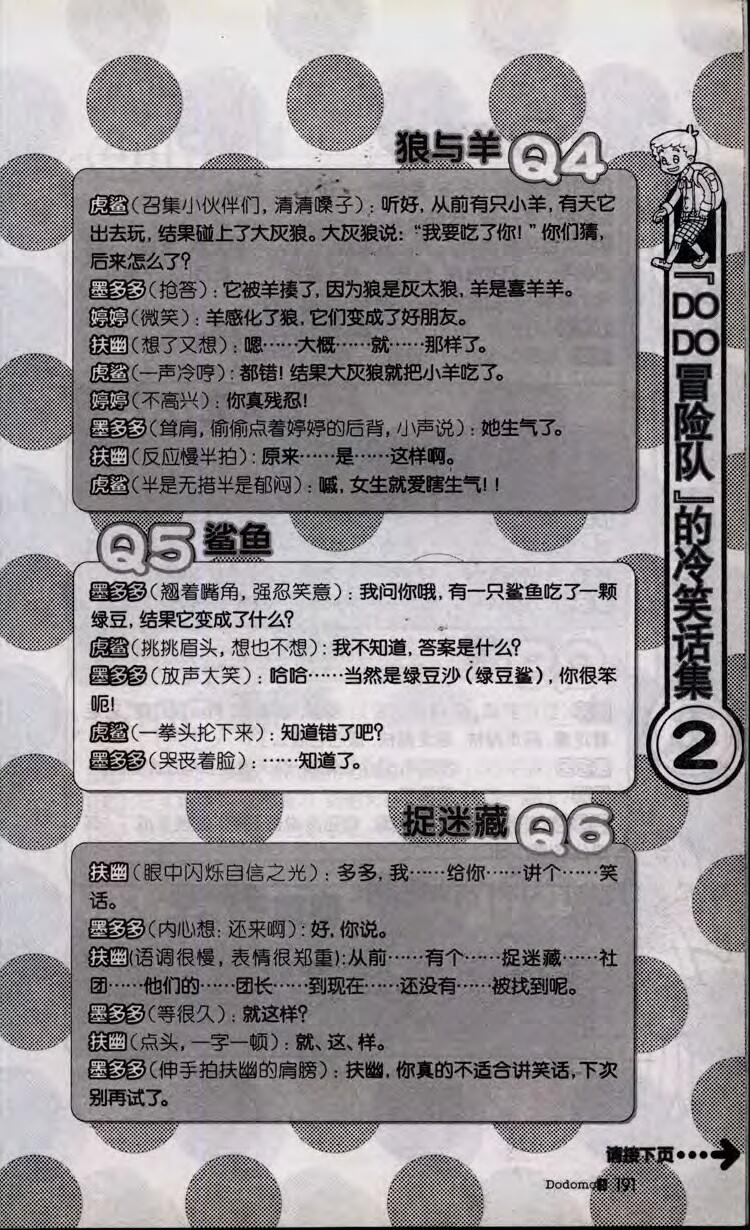 『DODO冒险队』的冷笑话集
2
狼与羊 Q4
虎鲨（召集小伙伴们，清清嗓子）：听好，从前有只小羊，有天它
出去玩，结果碰上了大灰狼。大灰狼说：“我要吃了你！”你们猜，
后来怎么了？
墨多多（抢答）：它被羊揍了，因为狼是灰太狼，羊是喜羊羊。
婷婷（微笑）：羊感化了狼，它们变成了好朋友。
扶幽（想了又想）：嗯……大概……就……那样了。
虎鲨（一声冷哼）：都错！结果大灰狼就把小羊吃了。
婷婷（不高兴）：你真残忍！
墨多多（耸肩，偷偷点着婷婷的后背，小声说）：她生气了。
扶幽（反应慢半拍）：原来……是……这样啊。
虎鲨（半是无措半是郁闷）：嘁，女生就爱瞎生气！！
Q5 鲨鱼
墨多多（翘着嘴角，强忍笑意）：我问你哦，有一只鲨鱼吃了一颗
绿豆，结果它变成了什么？
虎鲨（挑挑眉头，想也不想）：我不知道，答案是什么？
墨多多（放声大笑）：哈哈……当然是绿豆沙（绿豆鲨），你很笨
呃！
虎鲨（一拳头抡下来）：知道错了吧？
墨多多（哭丧着脸）：……知道了。
捉迷藏 Q6
扶幽（眼中闪烁自信之光）：多多，我……给你……讲个……笑
话。
墨多多（内心想：还来啊）：好，你说。
扶幽（语调很慢，表情很郑重）：从前……有个……捉迷藏……社
团……他们的……团长……到现在……还没有……被找到呢。
墨多多（等很久）：就这样？
扶幽（点头，一字一顿）：就、这、样。
墨多多（伸手拍扶幽的肩膀）：扶幽，你真的不适合讲笑话，下次
别再试了。
请接下页
191